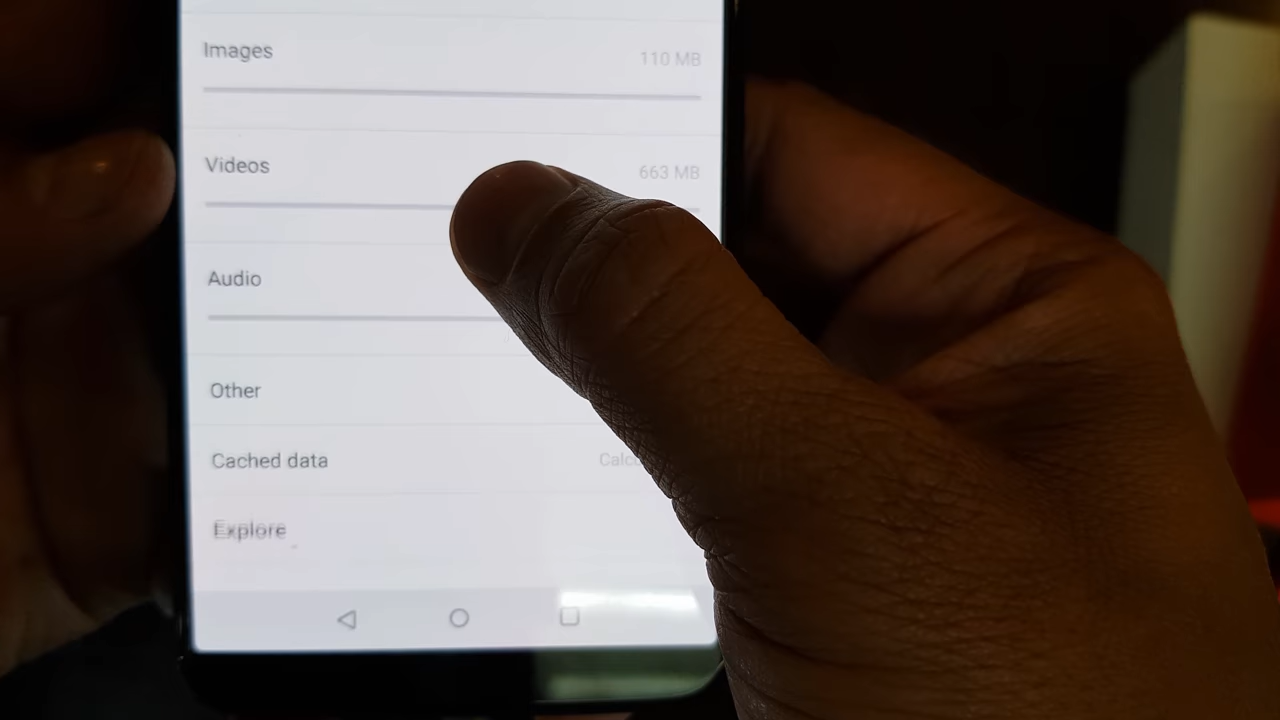 Images
110 MB
Videos
663 MB
Audio
Other
Cached data
Explore